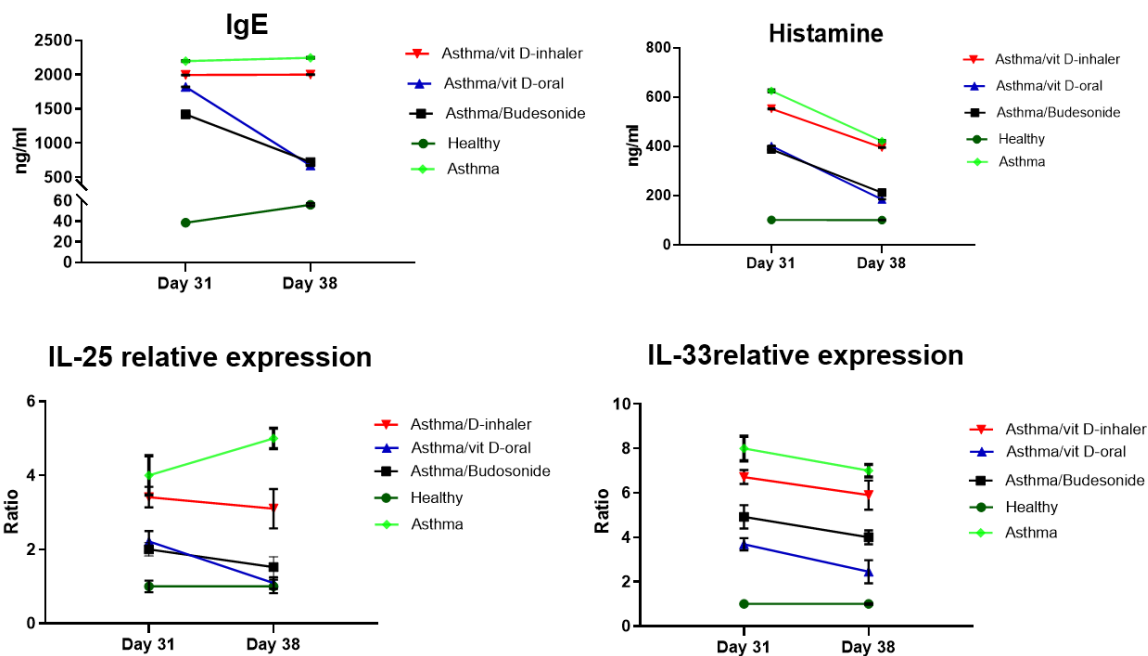 IgE
2500
2000
1500
1000
500
60
40
20
0
ng/ml
Day 31 Day 38
Asthma/vit D-inhaler
Asthma/vit D-oral
Asthma/Budesonide
Healthy
Asthma
Histamine
800
600
400
200
0
ng/ml
Day 31 Day 38
Asthma/vit D-inhaler
Asthma/vit D-oral
Asthma/Budesonide
Healthy
Asthma
IL-25 relative expression
6
4
2
0
Ratio
Day 31 Day 38
Asthma/D-inhaler
Asthma/vit D-oral
Asthma/Budosonide
Healthy
Asthma
IL-33relative expression
10
8
6
4
2
0
Ratio
Day 31 Day 38
Asthma/vit D-inhaler
Asthma/vit D-oral
Asthma/Budesonide
Healthy
Asthma